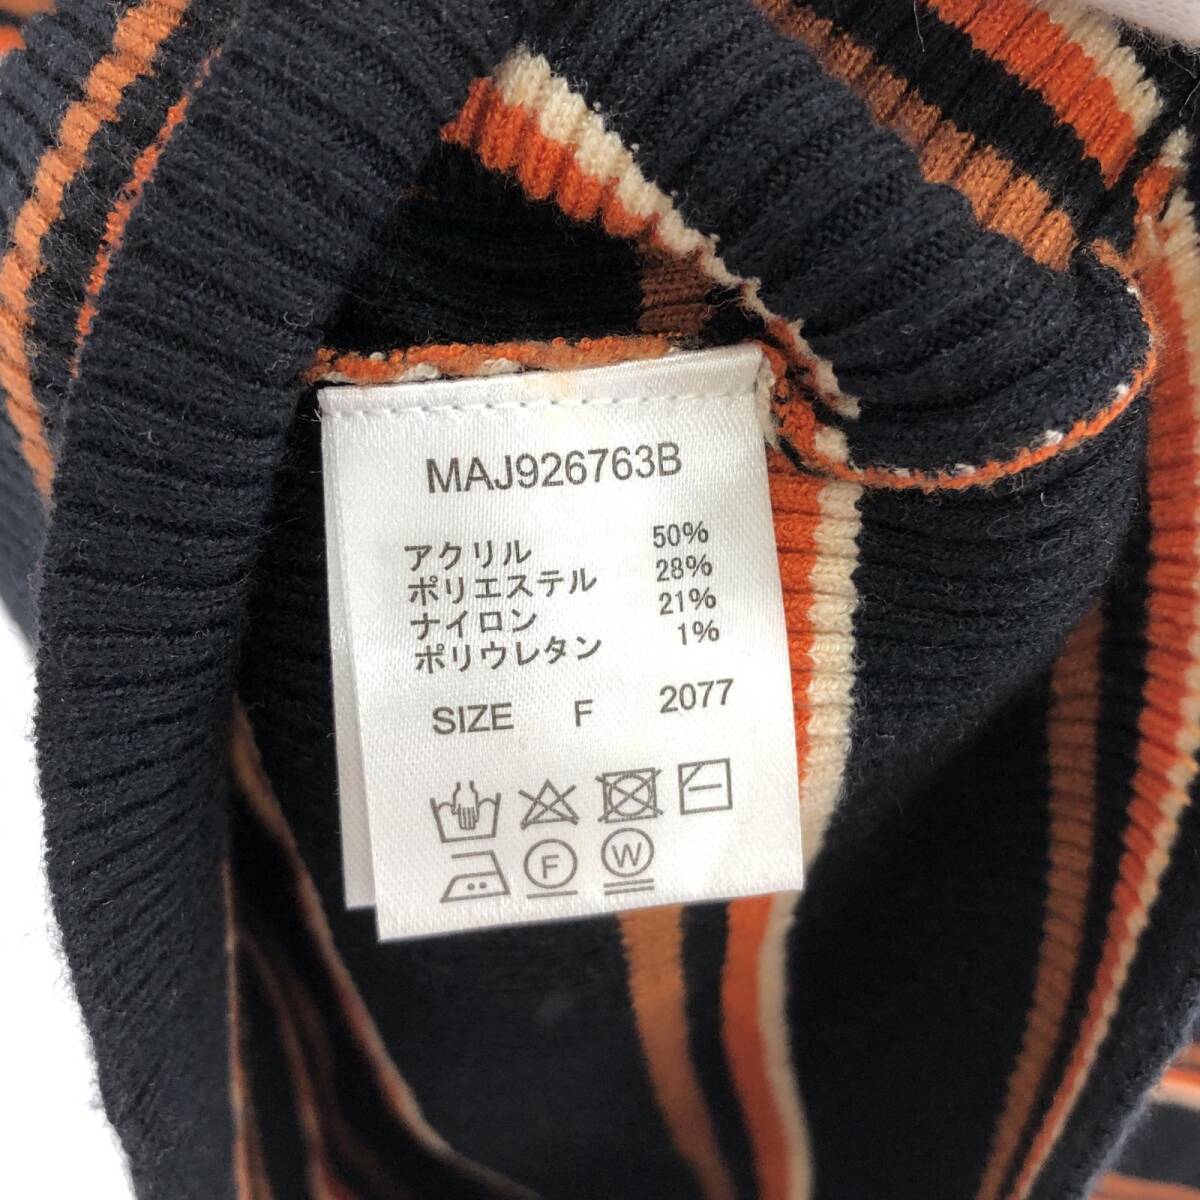 MAJ926763B
アクリル 50%
ポリエステル 28%
ナイロン 21%
ポリウレタン 1%
SIZE F 2077
F W